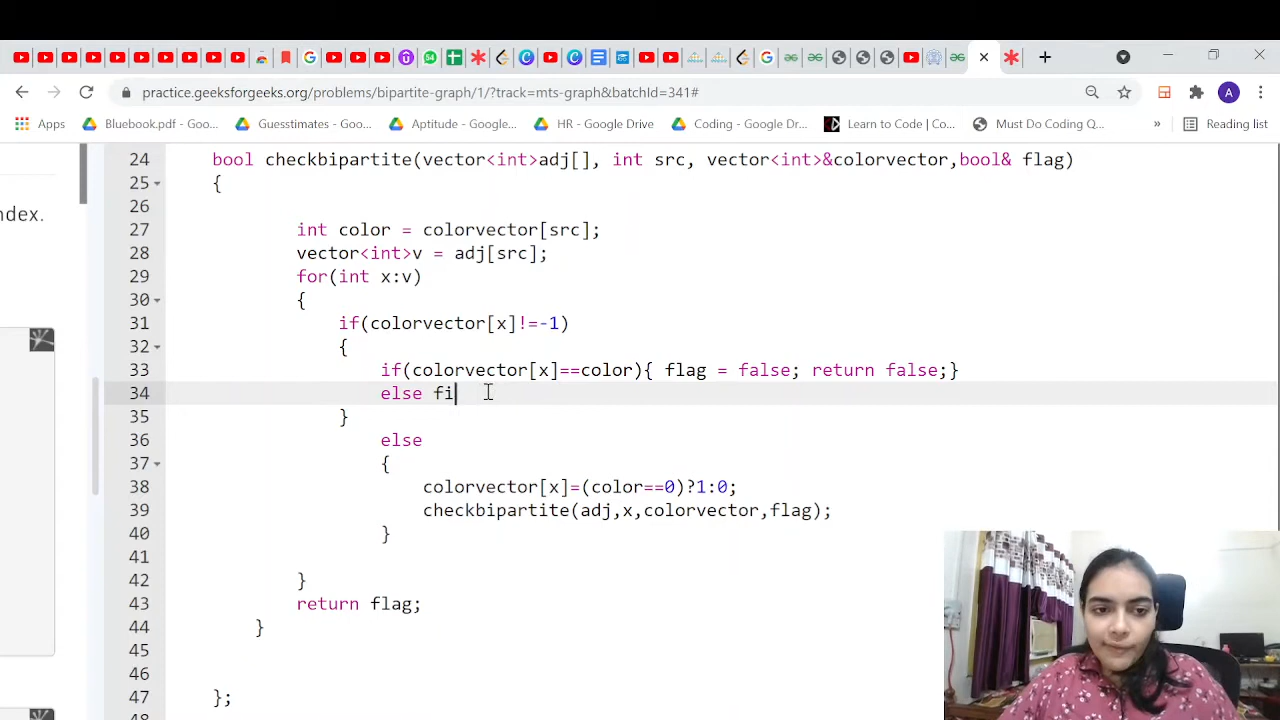 practice.geeksforgeeks.org/problems/bipartite-graph/1/?track=mts-graph&batchId=341#
A
Apps
Bluebook.pdf - Goo...
Guesstimates - Goo...
Aptitude - Google...
HR - Google Drive
Coding - Google Dr...
Learn to Code | Co...
Must Do Coding Q...
»
Reading list
ndex.
24 bool checkbipartite(vector<int>adj[], int src, vector<int>&colorvector,bool& flag)
25 {
26
27 int color = colorvector[src];
28 vector<int>v = adj[src];
29 for(int x:v)
30 {
31 if(colorvector[x]!=-1)
32 {
33 if(colorvector[x]==color){ flag = false; return false;}
34 else fi
35 }
36 else
37 {
38 colorvector[x]=(color==0)?1:0;
39 checkbipartite(adj,x,colorvector,flag);
40 }
41
42 }
43 return flag;
44 }
45
46
47 };